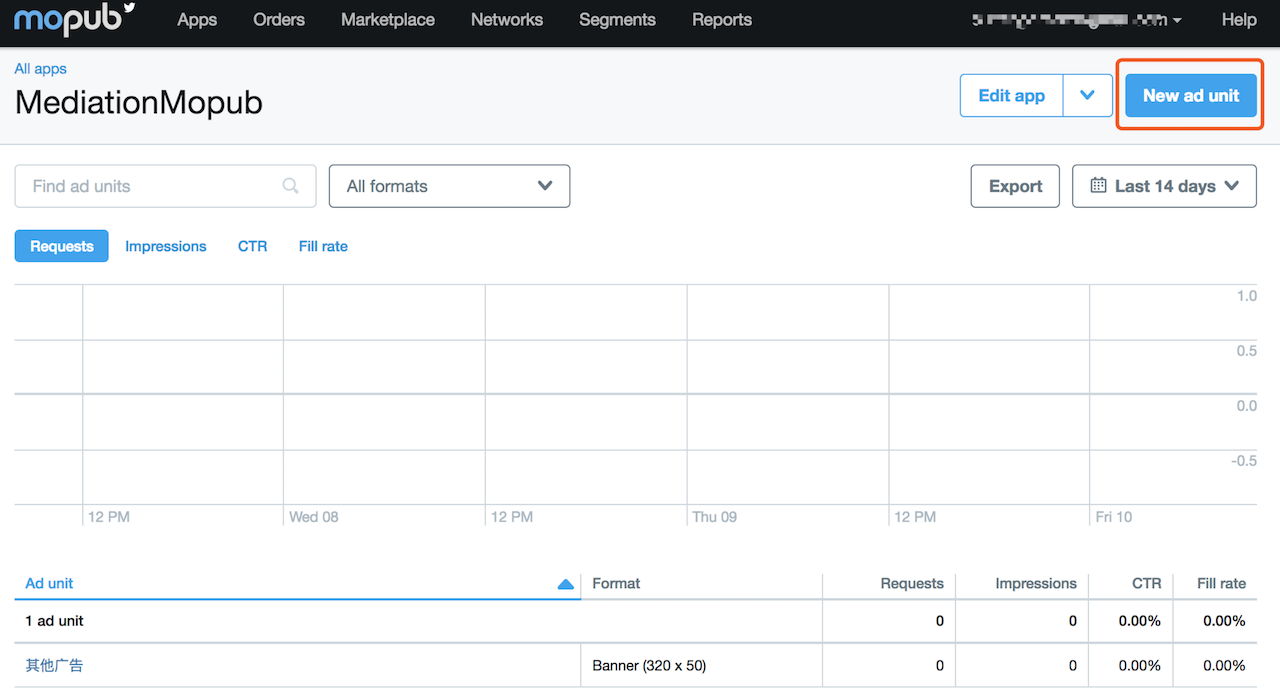 mopub Apps Orders Marketplace Networks Segments Reports Help
All apps
MediationMopub
Edit app New ad unit
Find ad units All formats Export Last 14 days
Requests Impressions CTR Fill rate
1.0
0.5
0.0
-0.5
12 PM Wed 08 12 PM Thu 09 12 PM Fri 10
Ad unit Format Requests Impressions CTR Fill rate
1 ad unit 0 0 0.00% 0.00%
其他广告 Banner (320 x 50) 0 0 0.00% 0.00%